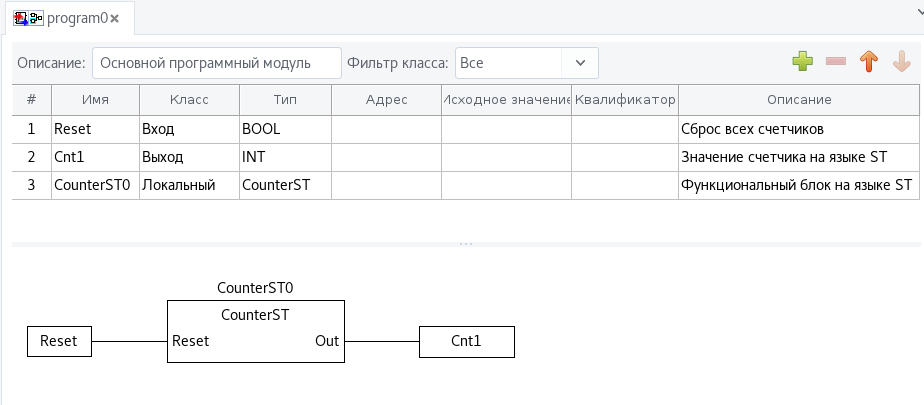 program0
Описание: Основной программный модуль Фильтр класса: Все
# Имя Класс Тип Адрес Исходное значение Квалификатор Описание
1 Reset Вход BOOL Сброс всех счетчиков
2 Cnt1 Выход INT Значение счетчика на языке ST
3 CounterST0 Локальный CounterST Функциональный блок на языке ST
CounterST0
CounterST
Reset Reset Out Cnt1